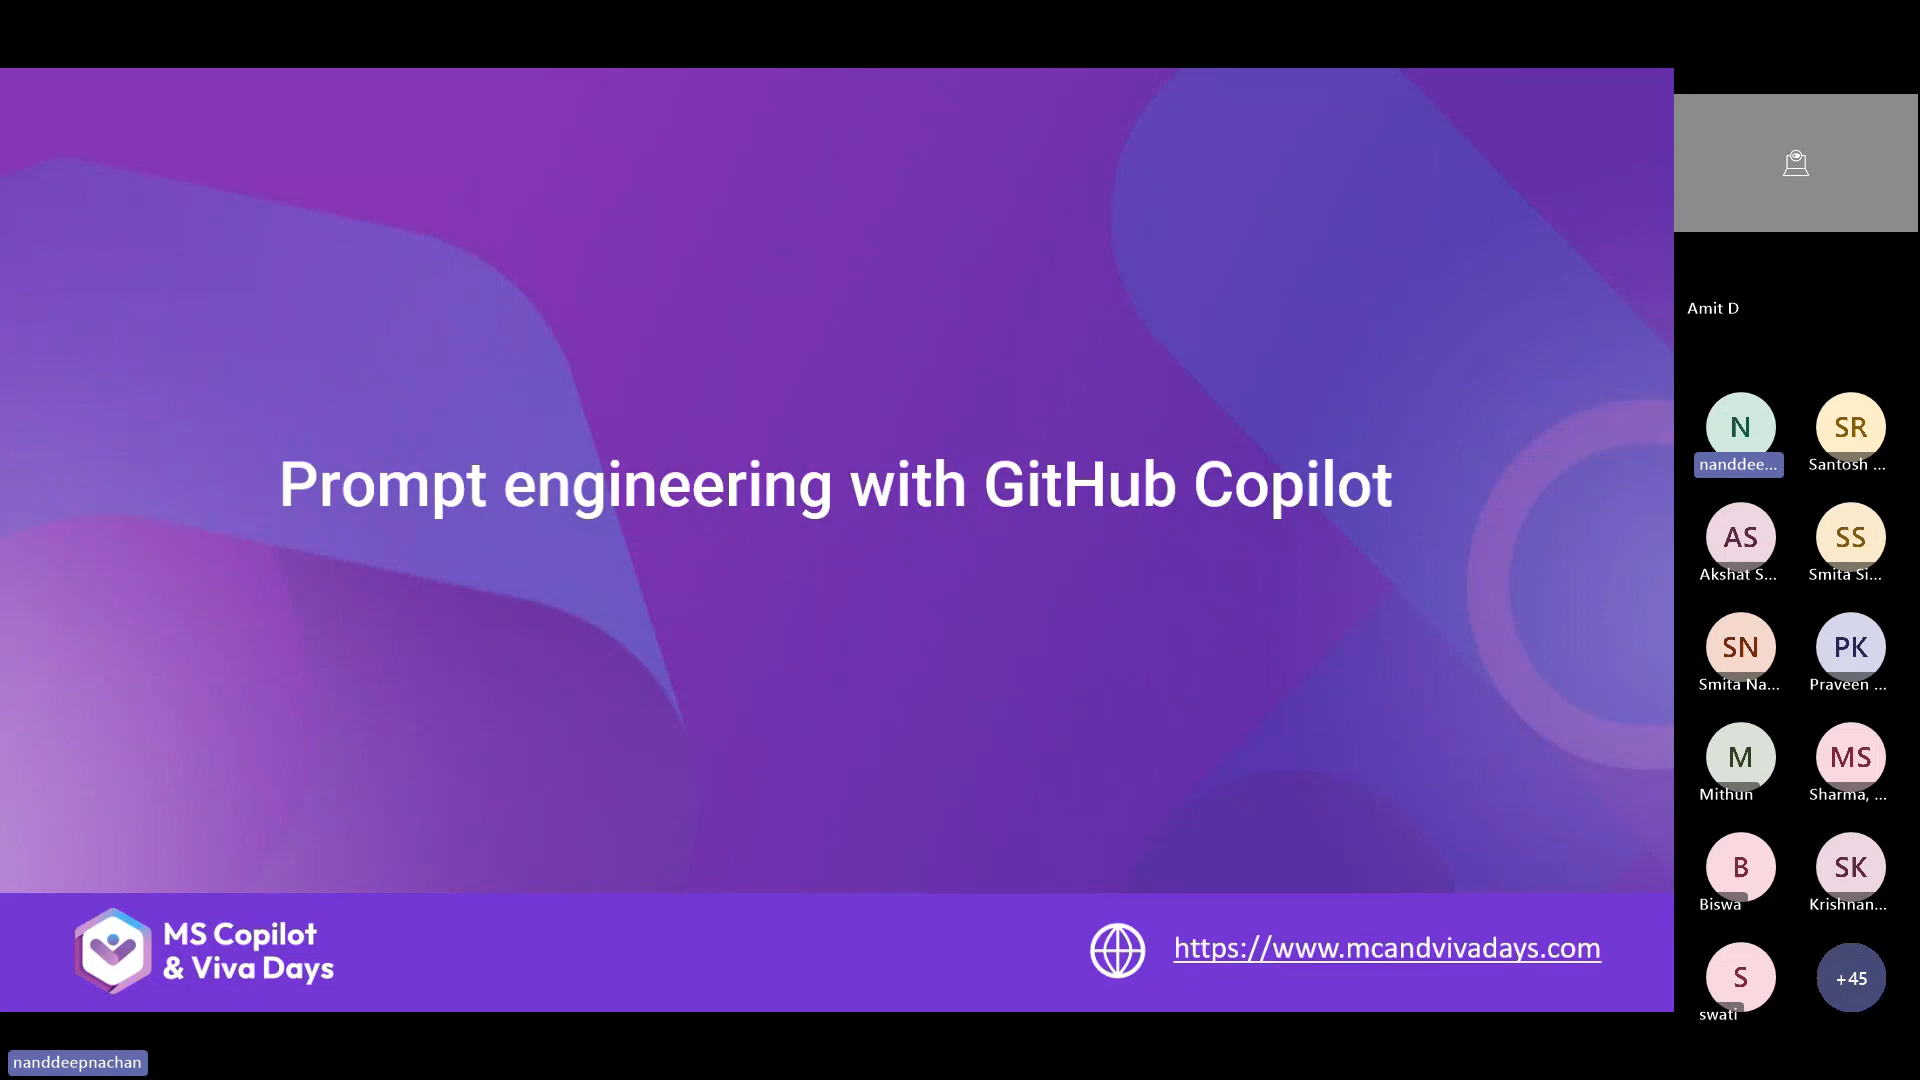 Prompt engineering with GitHub Copilot
MS Copilot
& Viva Days
https://www.mcandvivadays.com
Amit D
N
nanddee...
SR
Santosh ...
AS
Akshat S...
SS
Smita Si...
SN
Smita Na...
PK
Praveen ...
M
Mithun
MS
Sharma, ...
B
Biswa
SK
Krishnan...
S
swati
+45
nanddeepnachan